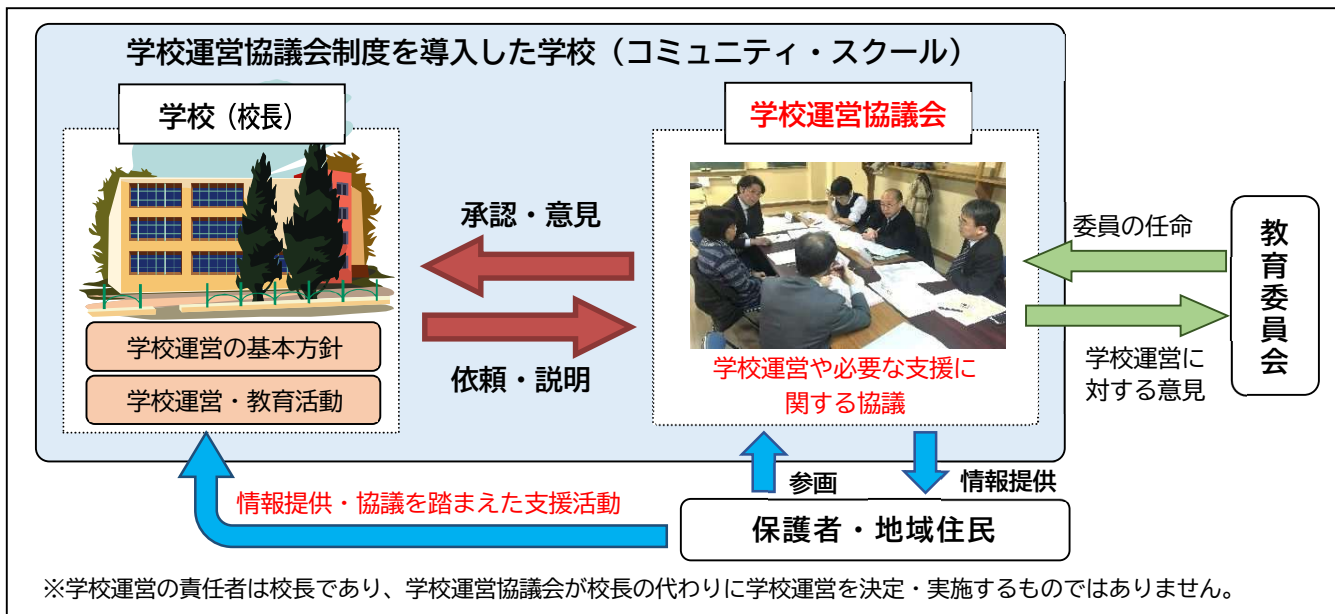 学校運営協議会制度を導入した学校（コミュニティ・スクール）
学校（校長）
学校運営の基本方針
学校運営・教育活動
承認・意見
依頼・説明
学校運営協議会
学校運営や必要な支援に
関する協議
委員の任命
学校運営に
対する意見
教育委員会
情報提供・協議を踏まえた支援活動
参画
情報提供
保護者・地域住民
※学校運営の責任者は校長であり、学校運営協議会が校長の代わりに学校運営を決定・実施するものではありません。